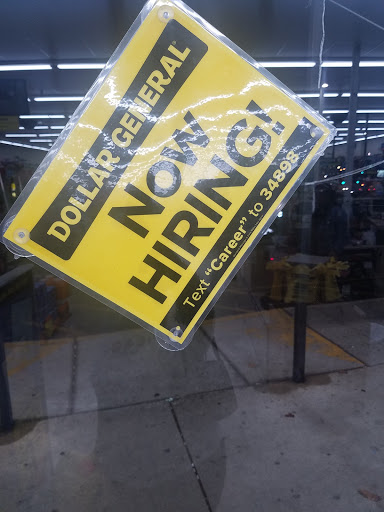 DOLLAR GENERAL
NOW
HIRING!
Text "Career" to 34898